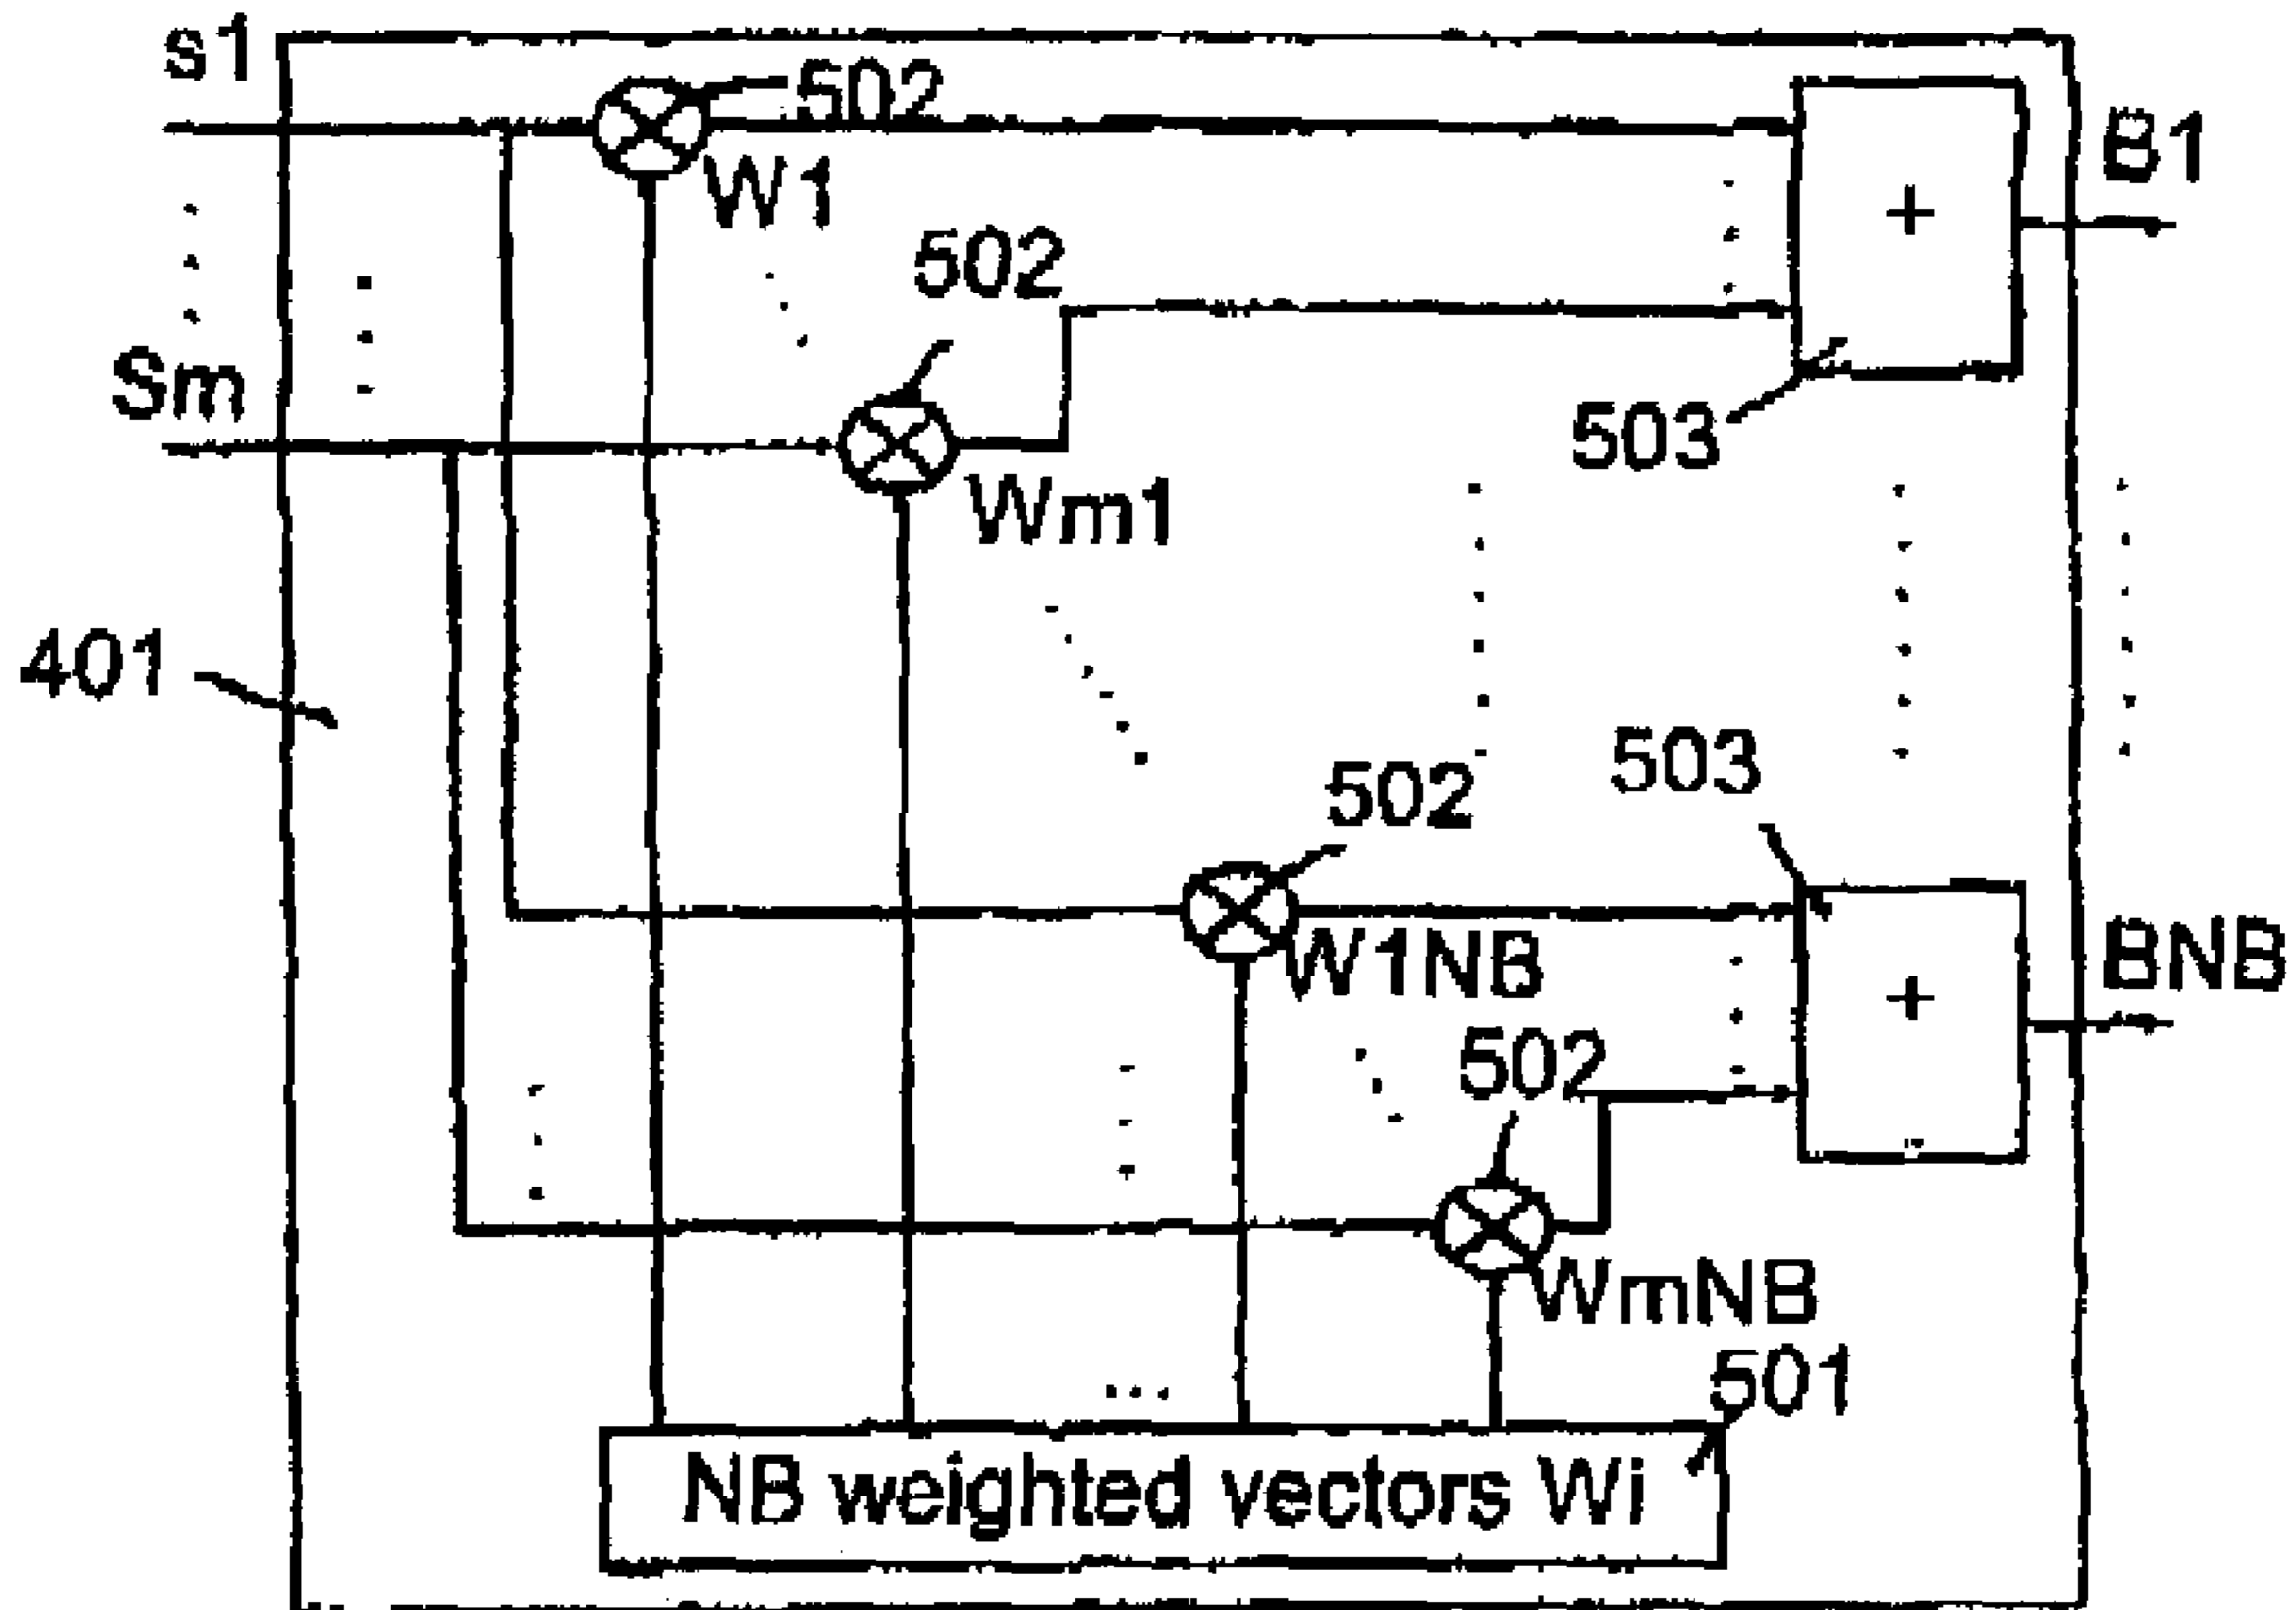 s1
502
B1
W1
502
+
Sm
503
Wm1
401
503
502
W1NB
BNB
+
502
WmNB
501
NB weighted vectors Wi